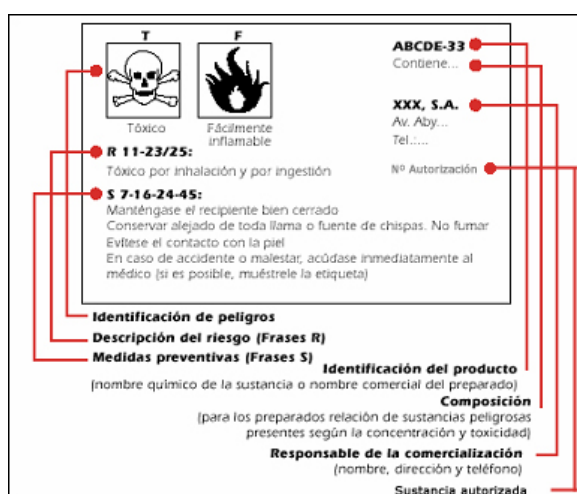 T F
ABCDE-33
Contiene...
XXX, S.A.
Av. Aby...
Tel.:...
Nº Autorización
Tóxico
Fácilmente
inflamable
R 11-23/25:
Tóxico por inhalación y por ingestión
S 7-16-24-45:
Manténgase el recipiente bien cerrado
Conservar alejado de toda llama o fuente de chispas. No fumar
Evítese el contacto con la piel
En caso de accidente o malestar, acúdase inmediatamente al
médico (si es posible, muéstrele la etiqueta)
Identificación de peligros
Descripción del riesgo (Frases R)
Medidas preventivas (Frases S)
Identificación del producto
(nombre químico de la sustancia o nombre comercial del preparado)
Composición
(para los preparados relación de sustancias peligrosas
presentes según la concentración y toxicidad)
Responsable de la comercialización
(nombre, dirección y teléfono)
Sustancia autorizada